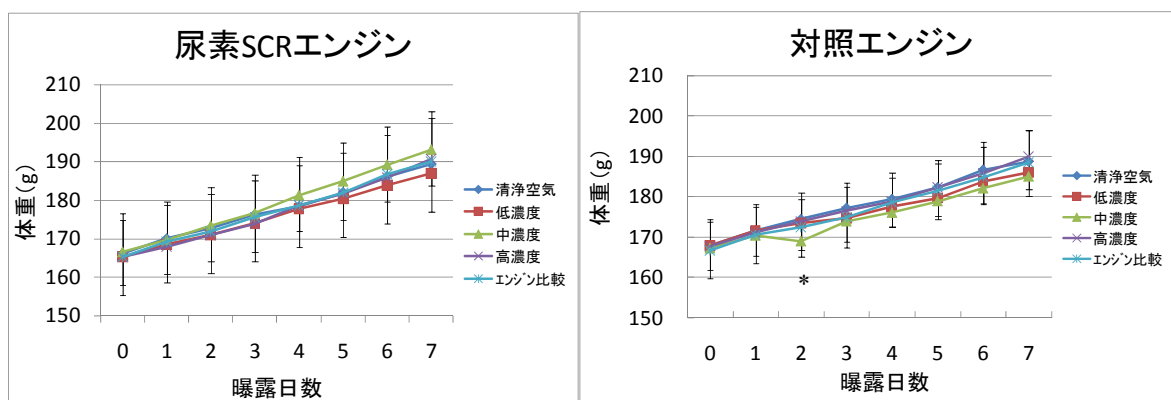 尿素SCRエンジン
210
200
190
180
170
160
150
体重(g)
0 1 2 3 4 5 6 7
曝露日数
清浄空気
低濃度
中濃度
高濃度
エンジン比較
対照エンジン
210
200
190
180
170
160
150
体重(g)
*
0 1 2 3 4 5 6 7
曝露日数
清浄空気
低濃度
中濃度
高濃度
エンジン比較